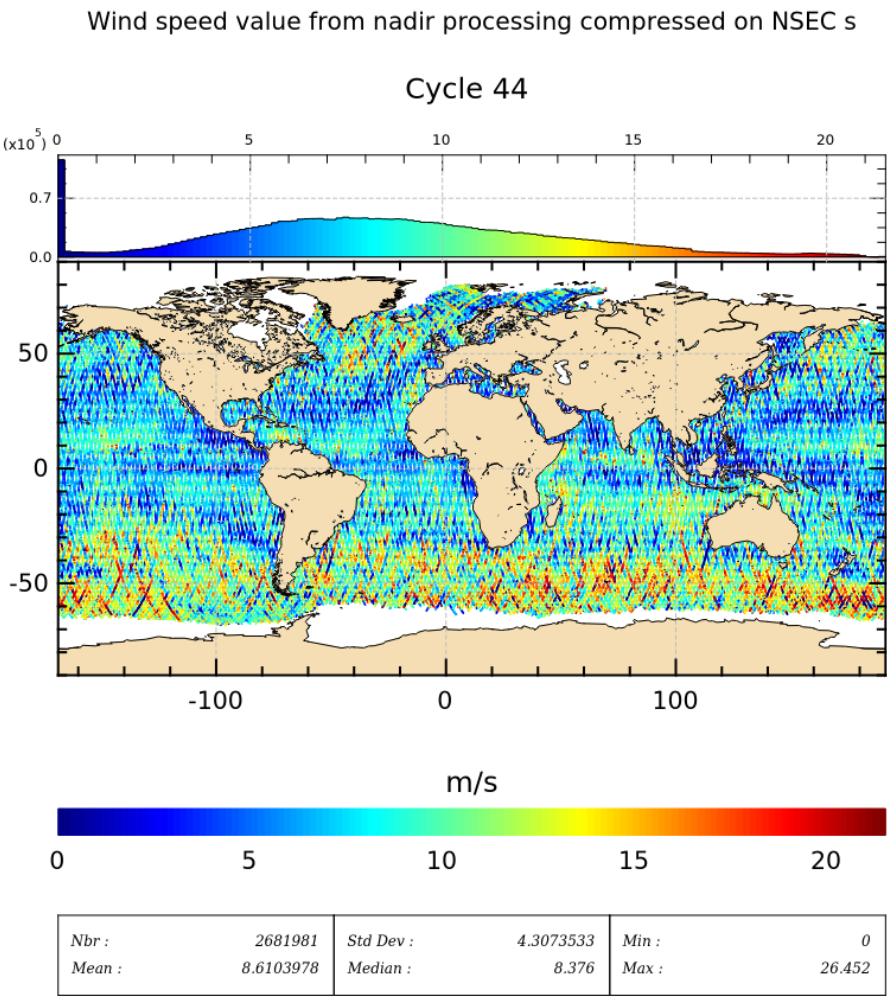 Wind speed value from nadir processing compressed on NSEC s
Cycle 44
(x10^5) 0 5 10 15 20
0.7
0.0
50
0
-50
-100 0 100
m/s
0 5 10 15 20
Nbr : 2681981 Std Dev : 4.3073533 Min : 0
Mean : 8.6103978 Median : 8.376 Max : 26.452